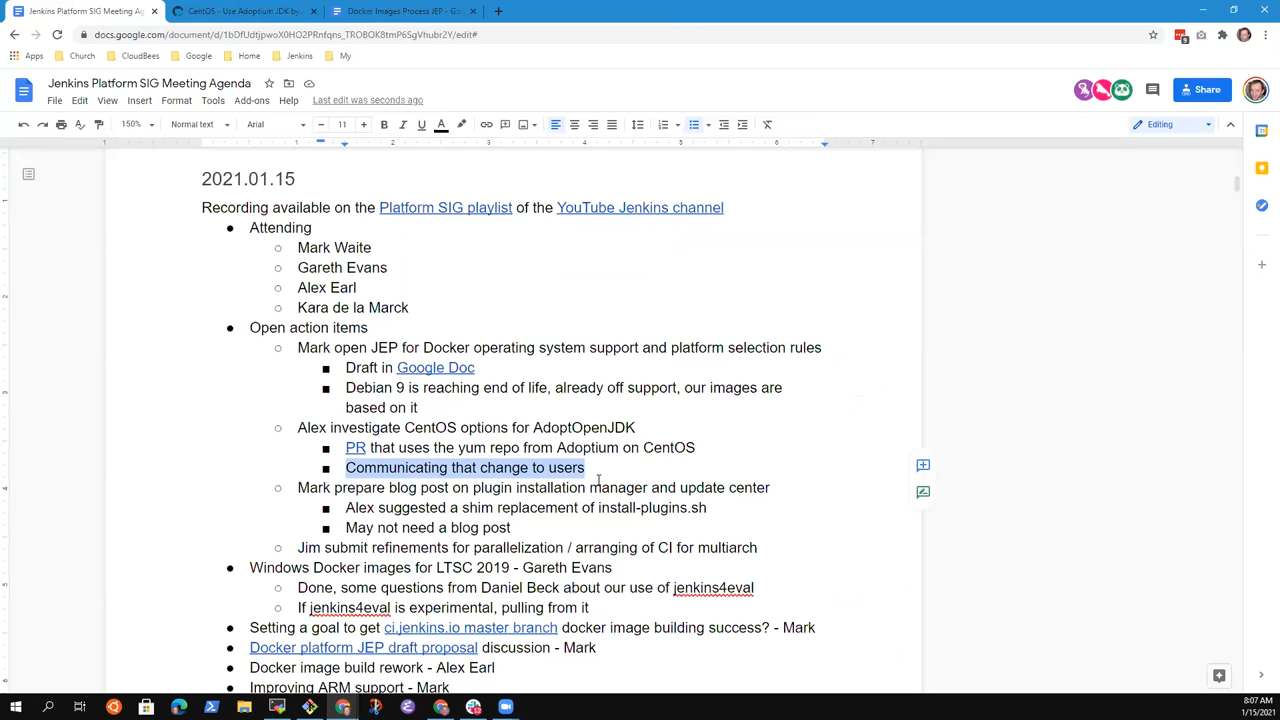 Jenkins Platform SIG Meeting Agenda
CentOS - Use Adoptium JDK by
Docker Images Process JEP - Go
docs.google.com/document/d/1bDfUdtjpwoX0HO2PRnfqns_TROBOK8tmP6SgVhubr2Y/edit#
Apps Church CloudBees Google Home Jenkins My
Jenkins Platform SIG Meeting Agenda
File Edit View Insert Format Tools Add-ons Help Last edit was seconds ago
Share
150% Normal text Arial 11 B I U A Editing
1 1 2 3 4 5 6 7
2021.01.15
Recording available on the Platform SIG playlist of the YouTube Jenkins channel
● Attending
○ Mark Waite
○ Gareth Evans
○ Alex Earl
○ Kara de la Marck
● Open action items
○ Mark open JEP for Docker operating system support and platform selection rules
■ Draft in Google Doc
■ Debian 9 is reaching end of life, already off support, our images are
based on it
○ Alex investigate CentOS options for AdoptOpenJDK
■ PR that uses the yum repo from Adoptium on CentOS
■ Communicating that change to users
○ Mark prepare blog post on plugin installation manager and update center
■ Alex suggested a shim replacement of install-plugins.sh
■ May not need a blog post
○ Jim submit refinements for parallelization / arranging of CI for multiarch
● Windows Docker images for LTSC 2019 - Gareth Evans
○ Done, some questions from Daniel Beck about our use of jenkins4eval
○ If jenkins4eval is experimental, pulling from it
● Setting a goal to get ci.jenkins.io master branch docker image building success? - Mark
● Docker platform JEP draft proposal discussion - Mark
● Docker image build rework - Alex Earl
● Improving ARM support - Mark
8:07 AM
1/15/2021